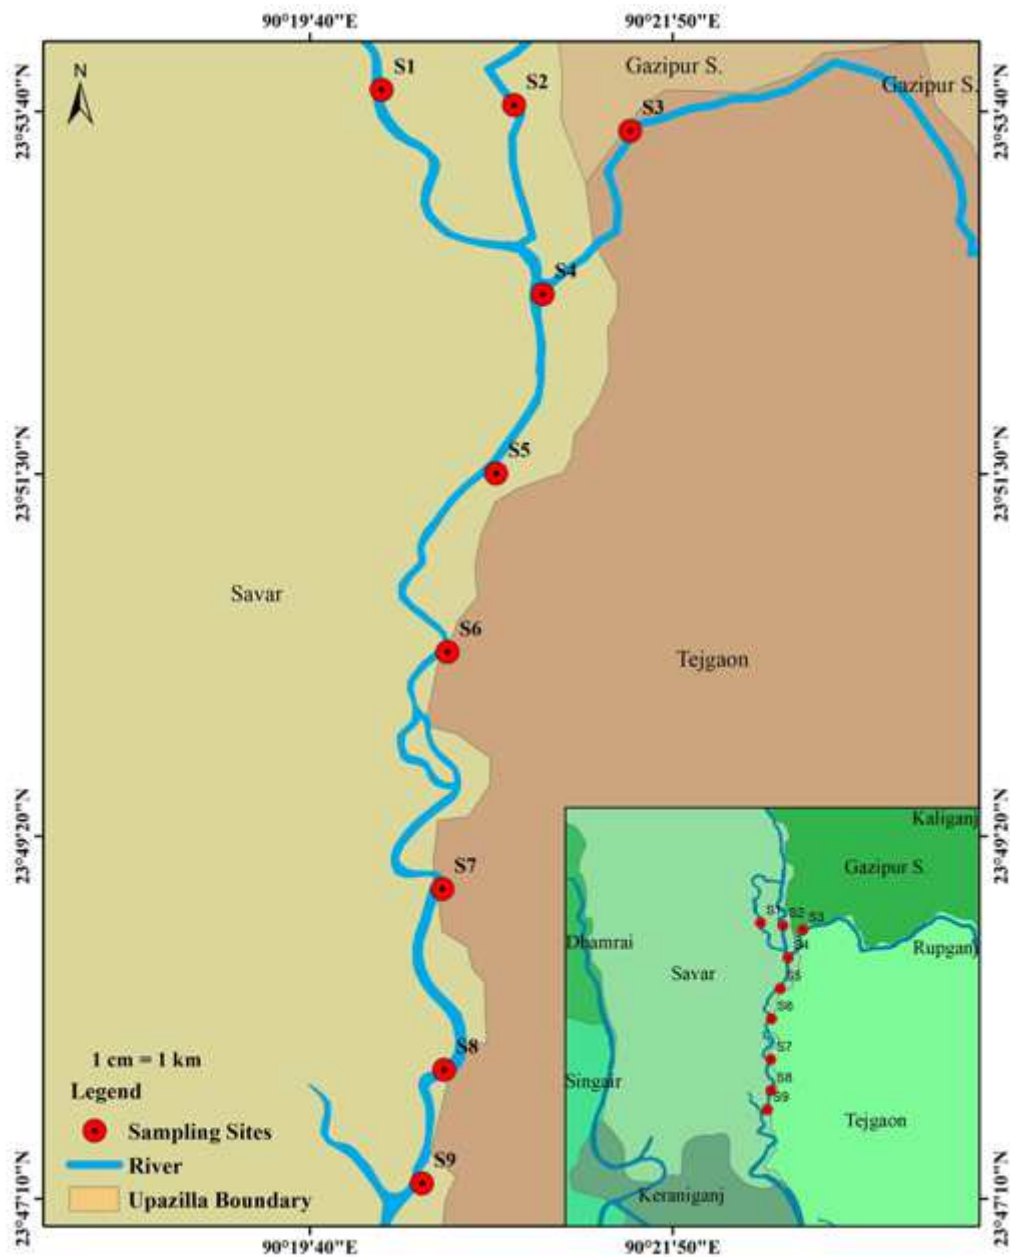 90°19'40"E
90°21'50"E
N
S1
S2
Gazipur S.
Gazipur S.
S3
23°53'40"N
23°53'40"N
S4
S5
23°51'30"N
23°51'30"N
Savar
S6
Tejgaon
23°49'20"N
23°49'20"N
S7
S8
S9
1 cm = 1 km
Legend
Sampling Sites
River
Upazilla Boundary
23°47'10"N
23°47'10"N
Kaliganj
Gazipur S.
S1
S2
S3
Dhamrai
Rupganj
S4
Savar
S5
S6
S7
S8
Singair
S9
Tejgaon
Keraniganj
90°19'40"E
90°21'50"E